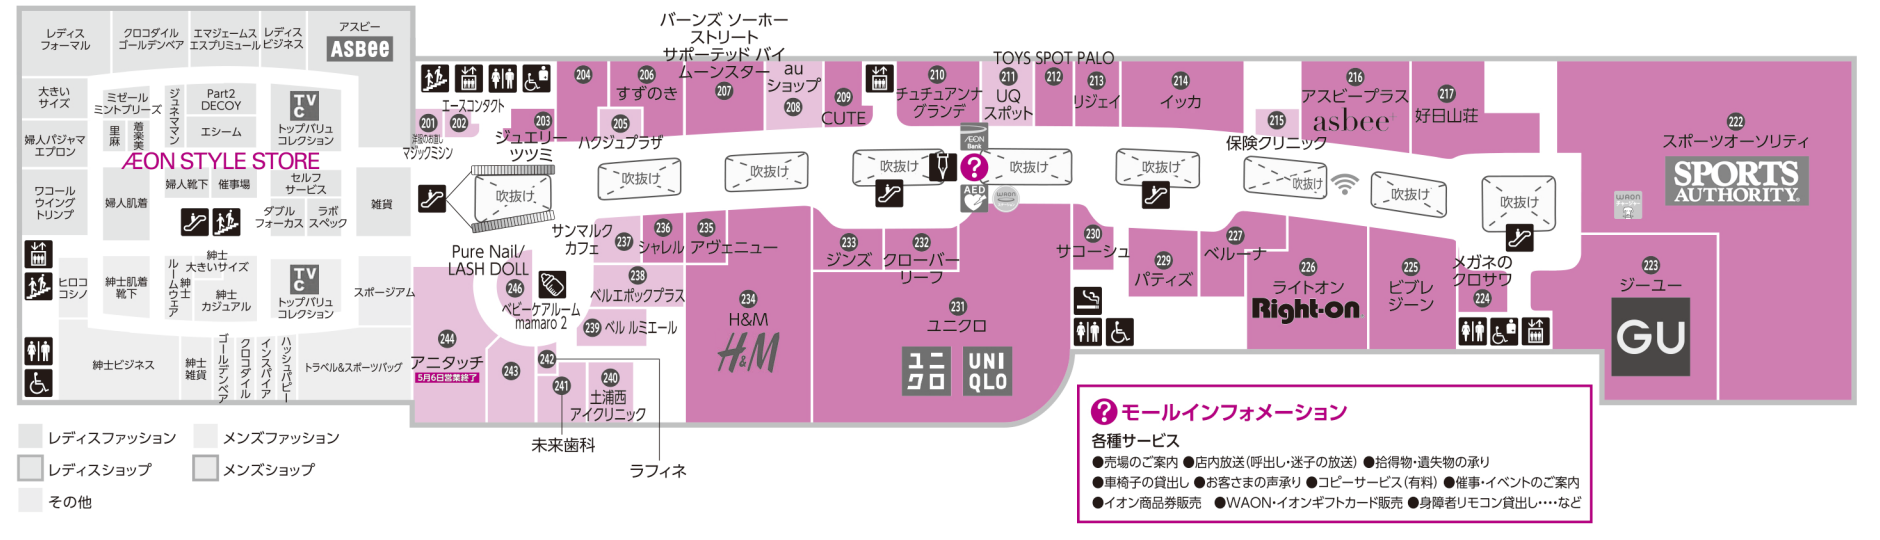 レディス
フォーマル
クロコダイル
ゴールデンベア
エマジェームス
エスプリミュール
レディス
ビジネス
アスビー
ASBee
大きい
サイズ
ミゼール
ミントブリーズ
ジュネママン
Part2
DECOY
エシーム
TVC
トップバリュ
コレクション
婦人パジャマ
エプロン
里麻
着楽美
ÆON STYLE STORE
ワコール
ウイング
トリンプ
婦人肌着
婦人靴下
催事場
セルフ
サービス
ダブル
フォーカス
ラボ
スペック
雑貨
ヒロココシノ
紳士肌着
靴下
ルームウェア
紳士
紳士
大きいサイズ
紳士
カジュアル
TVC
トップバリュ
コレクション
スポージアム
紳士ビジネス
紳士
雑貨
ゴールデンベア
クロコダイル
インスパイア
ハッシュパピー
トラベル&スポーツバッグ
201
洋服のお直し
マジックミシン
エースコンタクト
202
203
ジュエリー
ツツミ
204
205
ハクジュプラザ
206
すずのき
バーンズ ソーホー
ストリート
サポーテッド バイ
ムーンスター
207
au
ショップ
208
209
CUTE
210
チュチュアンナ
グランデ
TOYS SPOT PALO
211
UQ
スポット
212
213
リジェイ
214
イッカ
215
保険クリニック
216
アスビープラス
asbee+
217
好日山荘
222
スポーツオーソリティ
SPORTS
AUTHORITY.
吹抜け
吹抜け
吹抜け
吹抜け
吹抜け
吹抜け
吹抜け
吹抜け
吹抜け
ÆON
Bank
?
AED
WAON
WAON
チャージャー
223
ジーユー
GU
メガネの
クロサワ
224
225
ビブレ
ジーン
226
ライトオン
Right-on
227
ベルーナ
229
パティズ
230
サコーシュ
231
ユニクロ
ユニ
クロ
UNI
QLO
232
クローバー
リーフ
233
ジンズ
234
H&M
H&M
235
アヴェニュー
236
シャレル
サンマルク
カフェ
237
238
ベルエポックプラス
239
ベル ルミエール
240
土浦西
アイクリニック
241
未来歯科
242
ラフィネ
243
244
アニタッチ
5月6日営業終了
Pure Nail/
LASH DOLL
246
ベビーケアルーム
mamaro 2
レディスファッション
メンズファッション
レディスショップ
メンズショップ
その他
?モールインフォメーション
各種サービス
●売場のご案内 ●店内放送(呼出し・迷子の放送) ●拾得物・遺失物の承り
●車椅子の貸出し ●お客さまの声承り ●コピーサービス(有料) ●催事・イベントのご案内
●イオン商品券販売 ●WAON・イオンギフトカード販売 ●身障者リモコン貸出し・・・・など